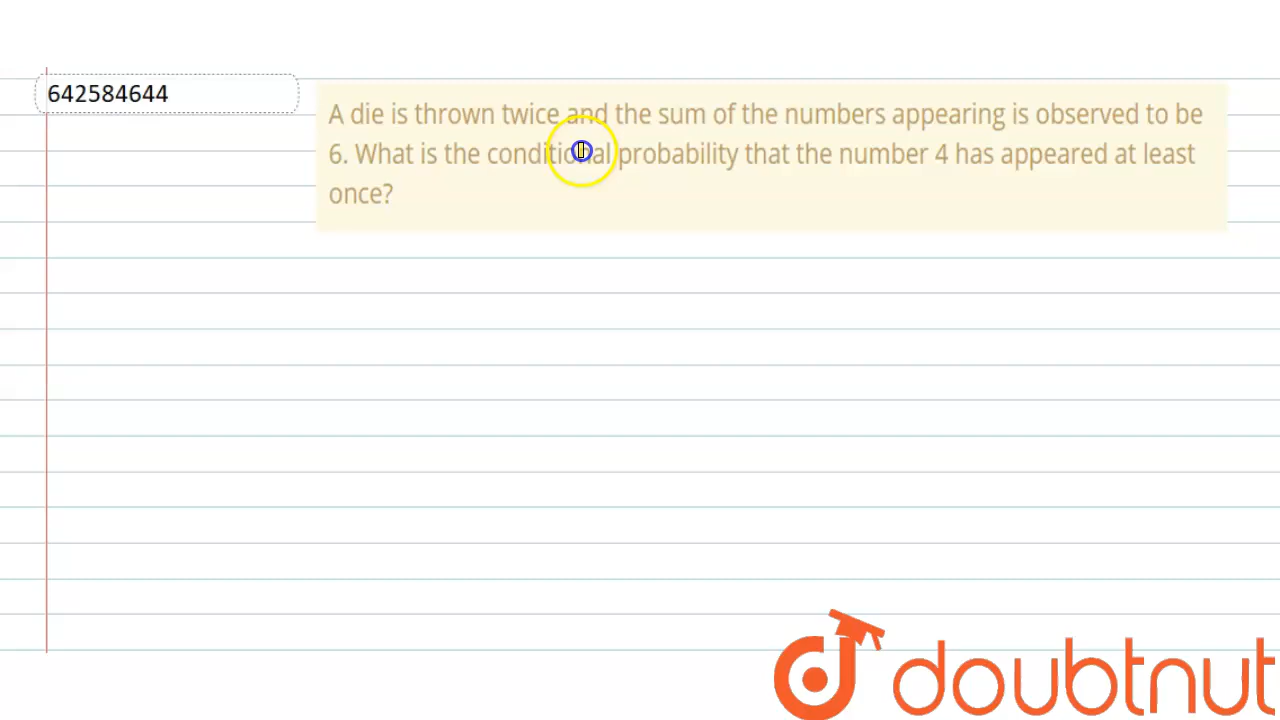 642584644
A die is thrown twice and the sum of the numbers appearing is observed to be
6. What is the conditional probability that the number 4 has appeared at least
once?
doubtnut